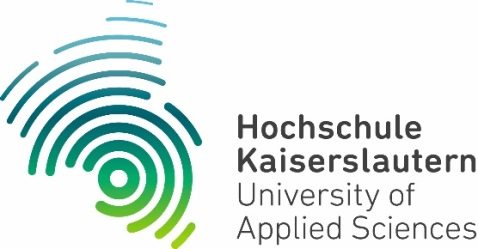 Hochschule
Kaiserslautern
University of
Applied Sciences